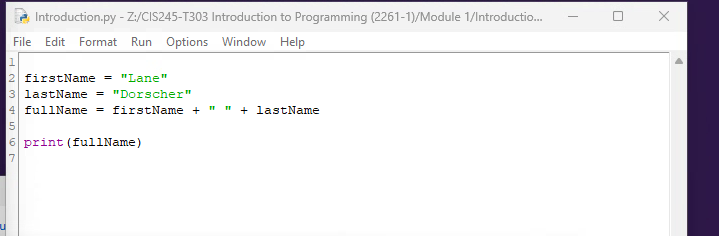 Introduction.py - Z:/CIS245-T303 Introduction to Programming (2261-1)/Module 1/Introductio...
File Edit Format Run Options Window Help
1
2 firstName = "Lane"
3 lastName = "Dorscher"
4 fullName = firstName + " " + lastName
5
6 print(fullName)
7
u